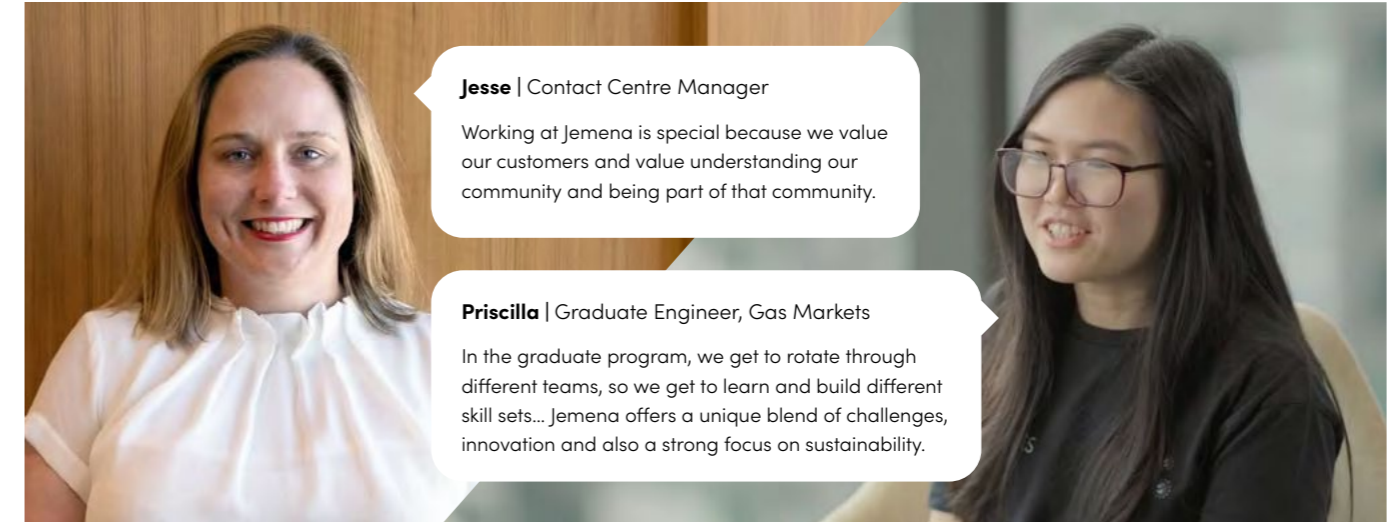 Jesse | Contact Centre Manager
Working at Jemena is special because we value
our customers and value understanding our
community and being part of that community.
Priscilla | Graduate Engineer, Gas Markets
In the graduate program, we get to rotate through
different teams, so we get to learn and build different
skill sets... Jemena offers a unique blend of challenges,
innovation and also a strong focus on sustainability.